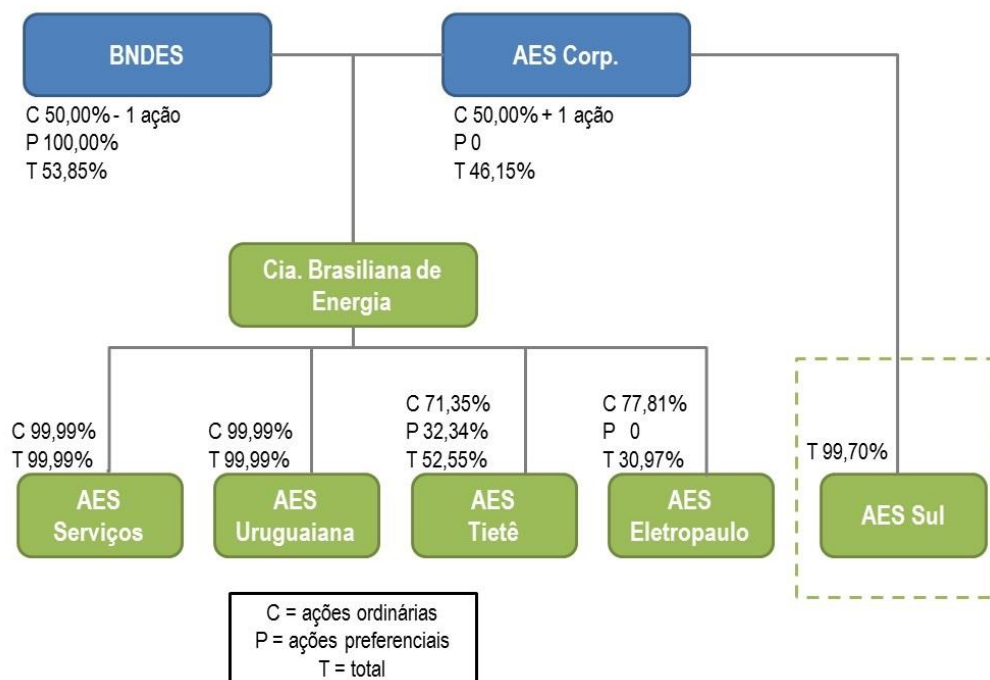 BNDES
AES Corp.
C 50,00% - 1 ação
P 100,00%
T 53,85%
C 50,00% + 1 ação
P 0
T 46,15%
Cia. Brasiliana de
Energia
C 99,99%
T 99,99%
C 99,99%
T 99,99%
C 71,35%
P 32,34%
T 52,55%
C 77,81%
P 0
T 30,97%
T 99,70%
AES
Serviços
AES
Uruguaiana
AES
Tietê
AES
Eletropaulo
AES Sul
C = ações ordinárias
P = ações preferenciais
T = total